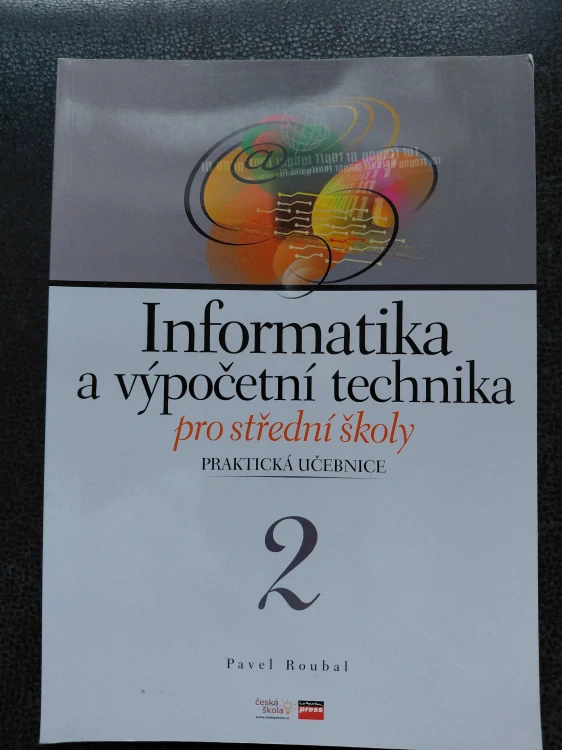 @
Informatika
a výpočetní technika
pro střední školy
PRAKTICKÁ UČEBNICE
2
Pavel Roubal
česká
škola
press